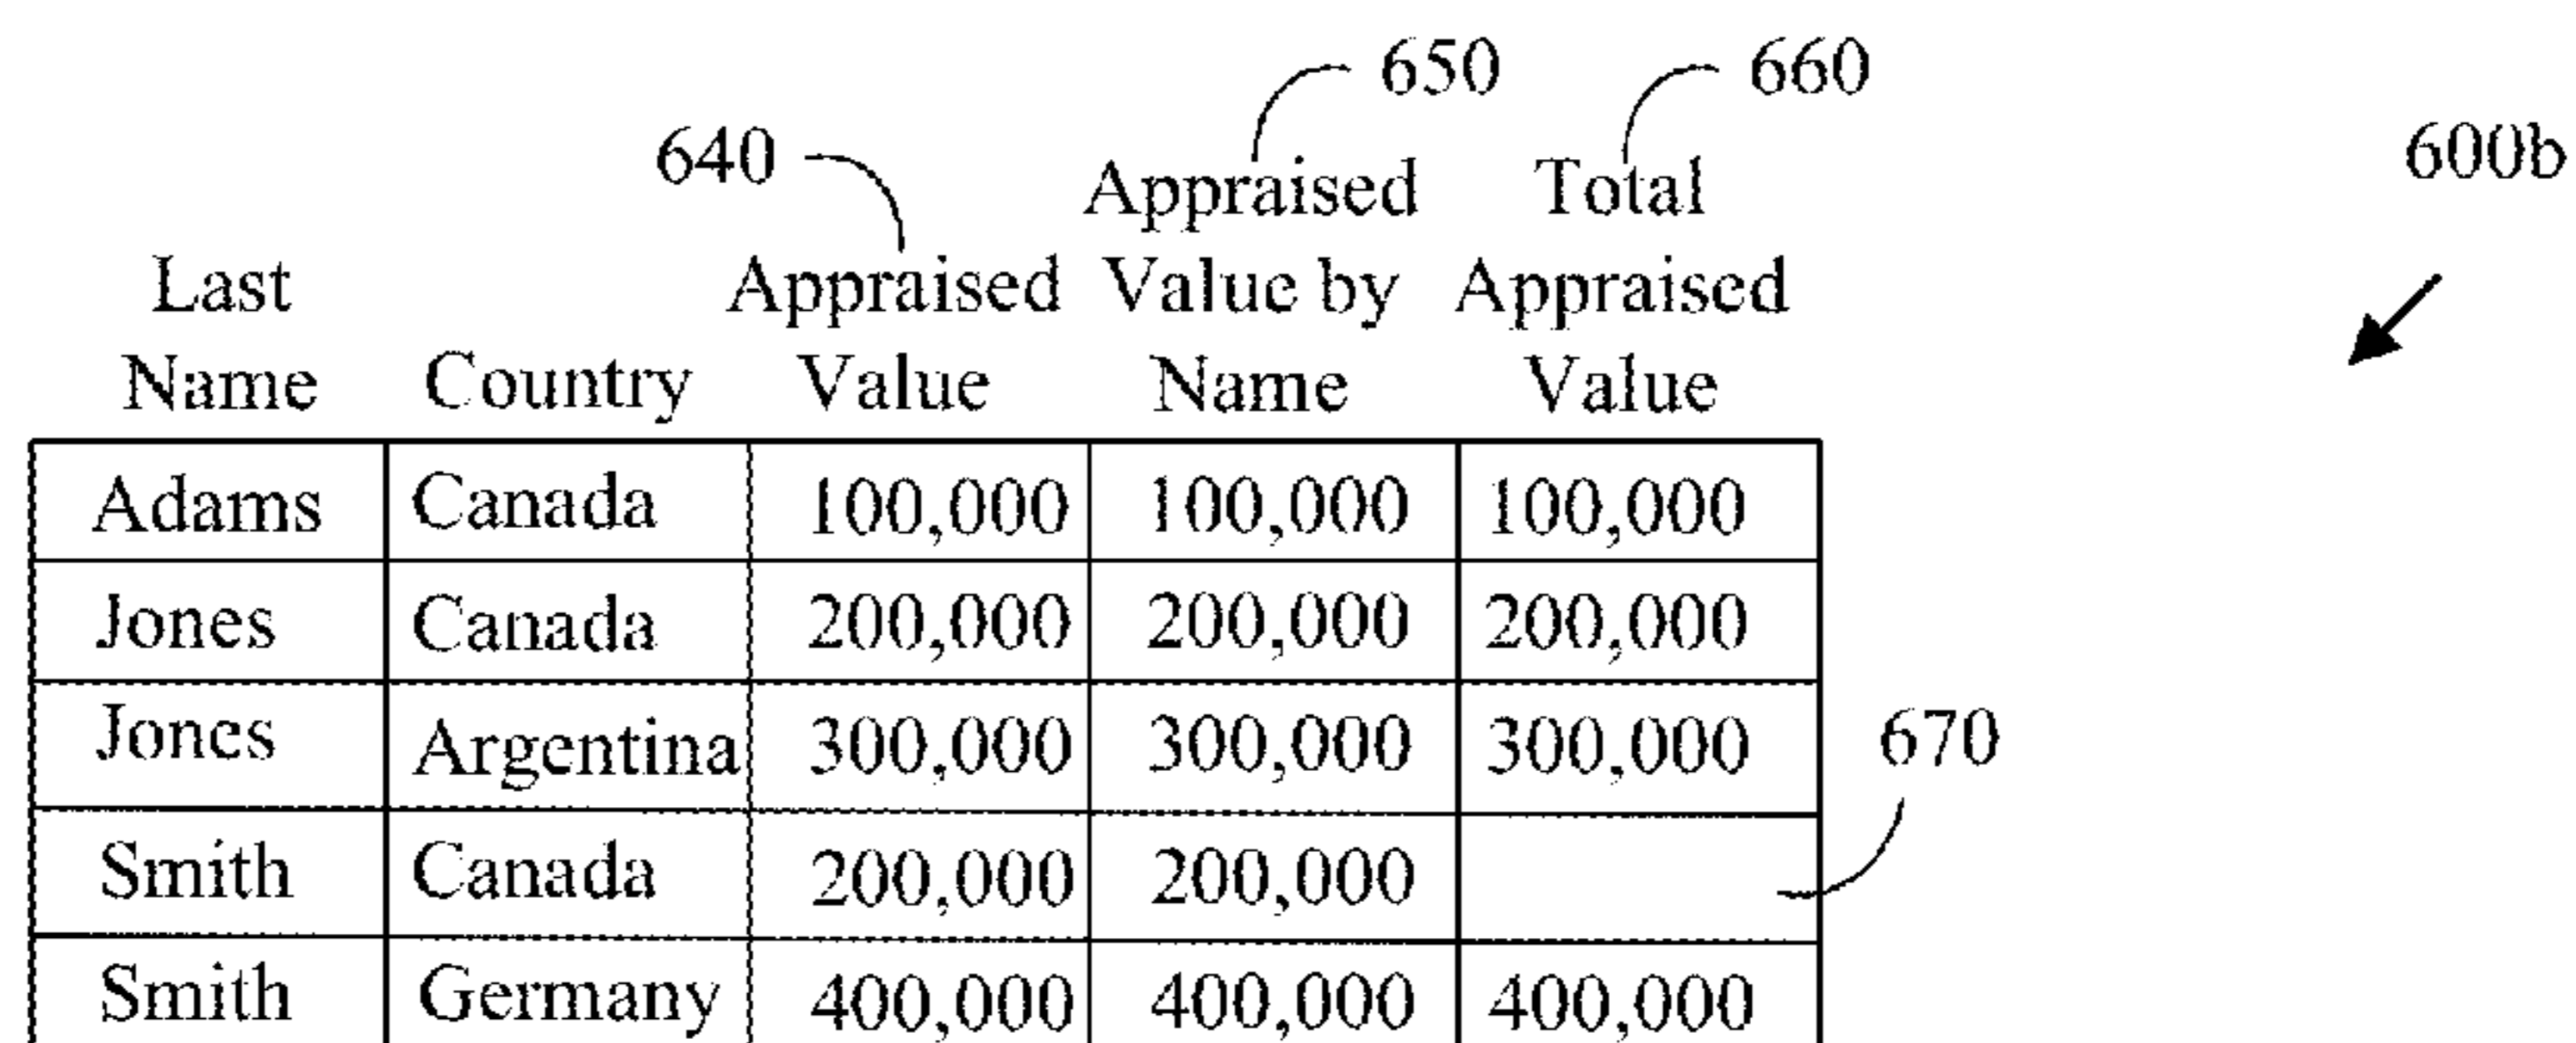 650 660
640 600b
Appraised Total
Last Appraised Value by Appraised
Name Country Value Name Value
Adams Canada 100,000 100,000 100,000
Jones Canada 200,000 200,000 200,000
Jones Argentina 300,000 300,000 300,000
670
Smith Canada 200,000 200,000
Smith Germany 400,000 400,000 400,000